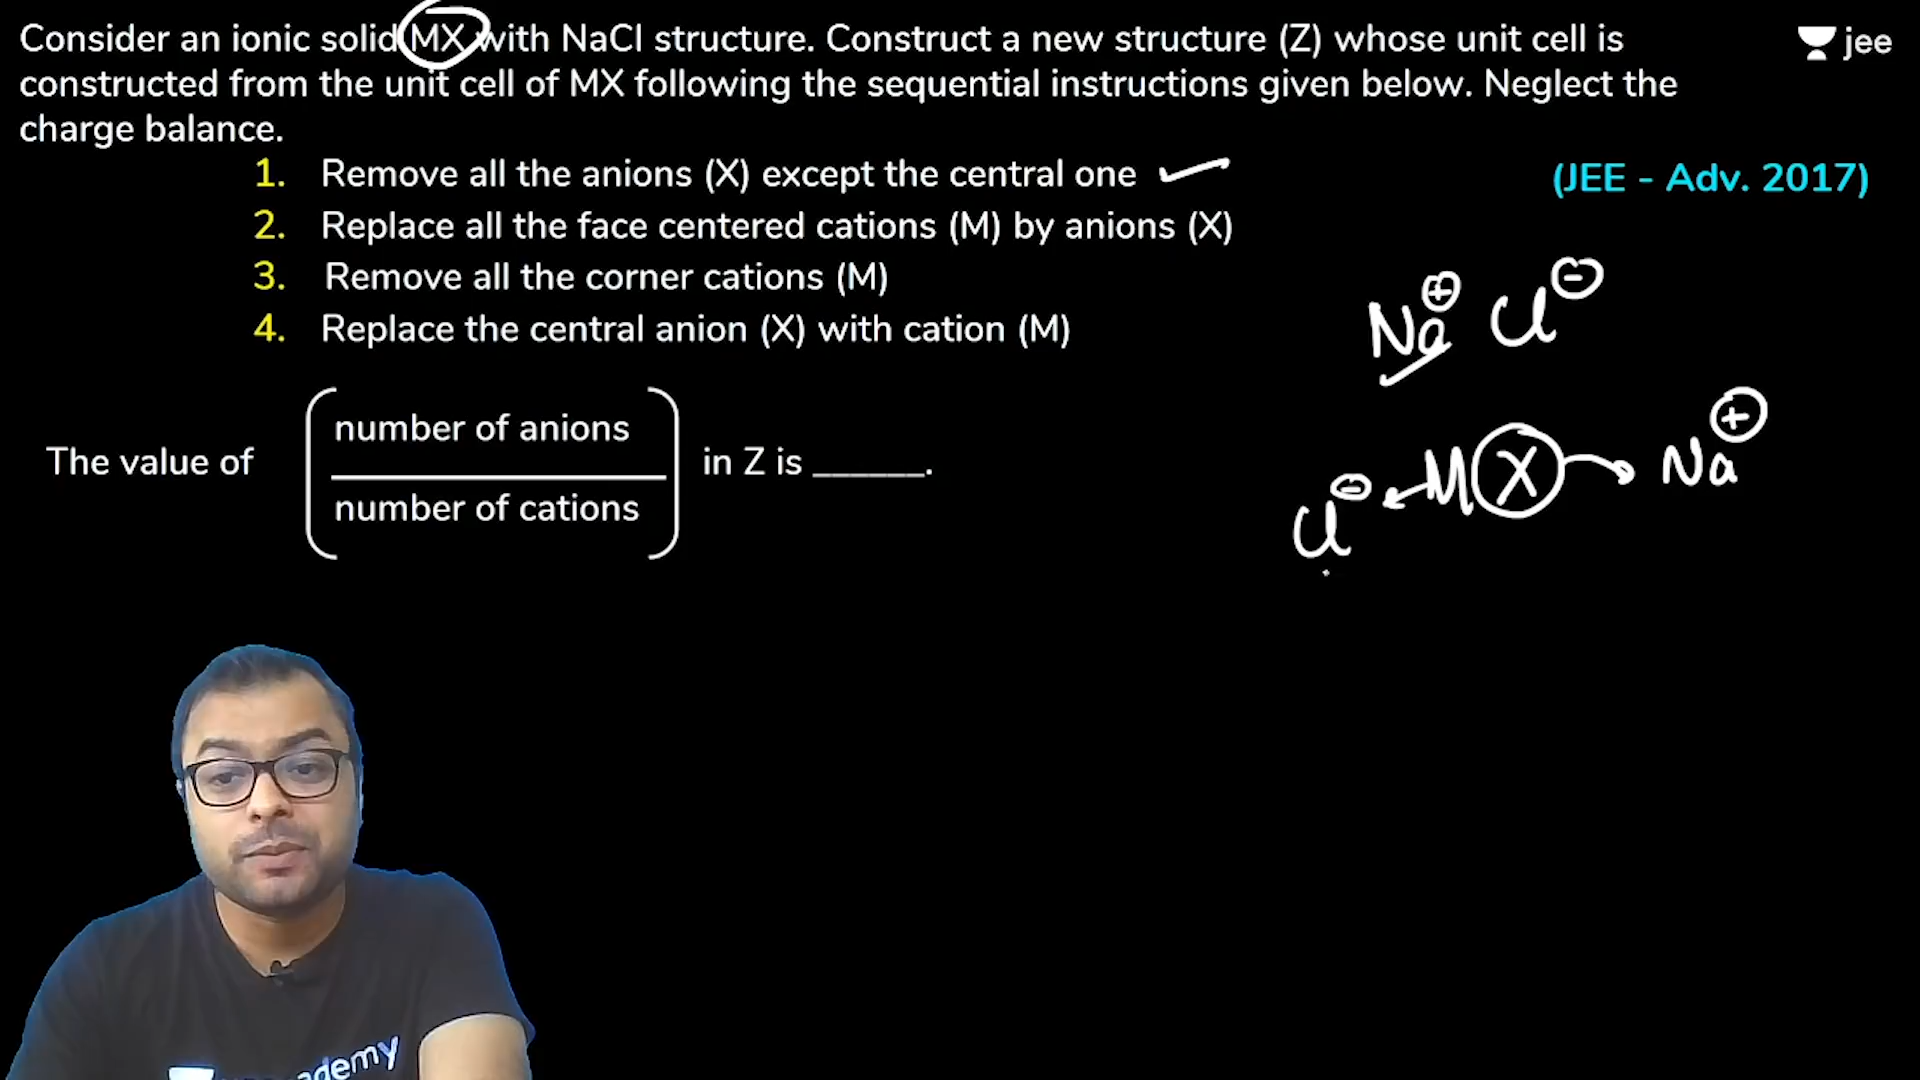 Consider an ionic solid MX with NaCl structure. Construct a new structure (Z) whose unit cell is
constructed from the unit cell of MX following the sequential instructions given below. Neglect the
charge balance.
jee
1. Remove all the anions (X) except the central one
(JEE - Adv. 2017)
2. Replace all the face centered cations (M) by anions (X)
3. Remove all the corner cations (M)
4. Replace the central anion (X) with cation (M)
Na⊕ Cl⊖
The value of (number of anions
number of cations) in Z is ______.
Cl⊖ ← M X → Na⊕
ademy